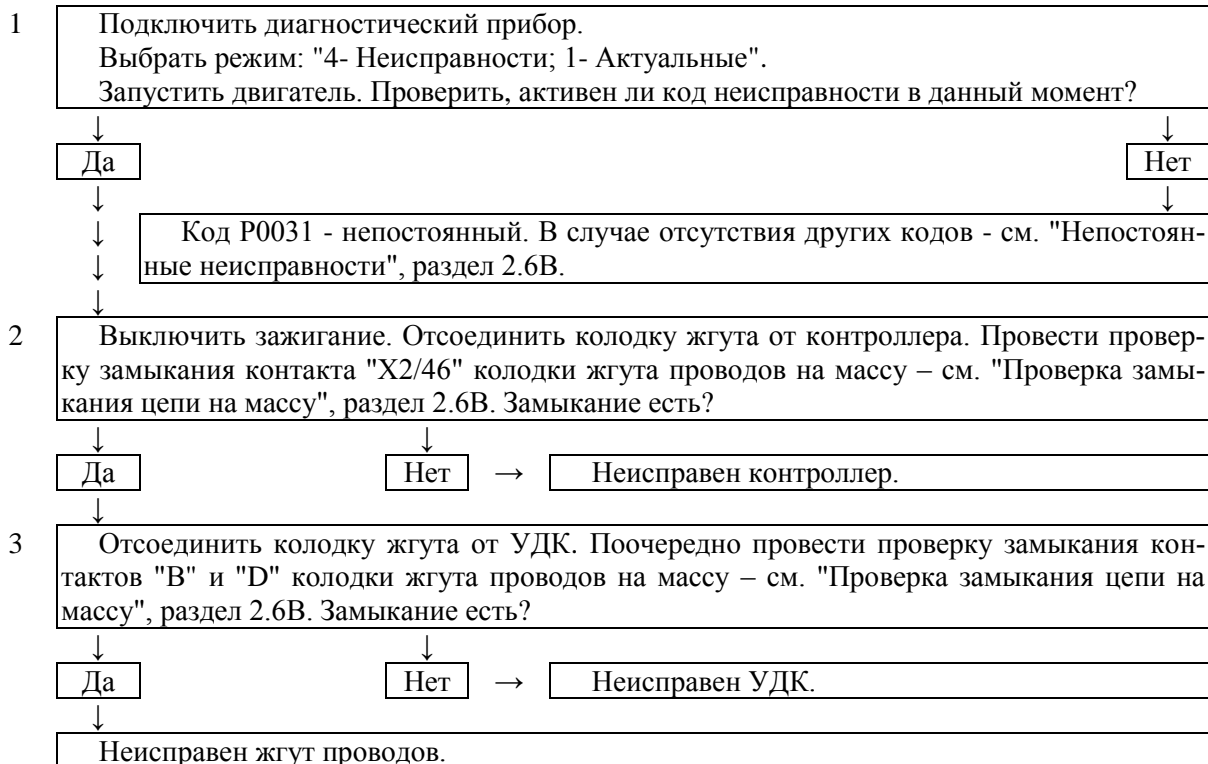 1 Подключить диагностический прибор.
Выбрать режим: "4- Неисправности; 1- Актуальные".
Запустить двигатель. Проверить, активен ли код неисправности в данный момент?
↓ ↓
Да Нет
↓ ↓
↓ Код Р0031 - непостоянный. В случае отсутствия других кодов - см. "Непостоян-
↓ ные неисправности", раздел 2.6В.
↓
2 Выключить зажигание. Отсоединить колодку жгута от контроллера. Провести провер-
ку замыкания контакта "Х2/46" колодки жгута проводов на массу – см. "Проверка замы-
кания цепи на массу", раздел 2.6В. Замыкание есть?
↓ ↓
Да Нет → Неисправен контроллер.
↓
3 Отсоединить колодку жгута от УДК. Поочередно провести проверку замыкания кон-
тактов "В" и "D" колодки жгута проводов на массу – см. "Проверка замыкания цепи на
массу", раздел 2.6В. Замыкание есть?
↓ ↓
Да Нет → Неисправен УДК.
↓
Неисправен жгут проводов.